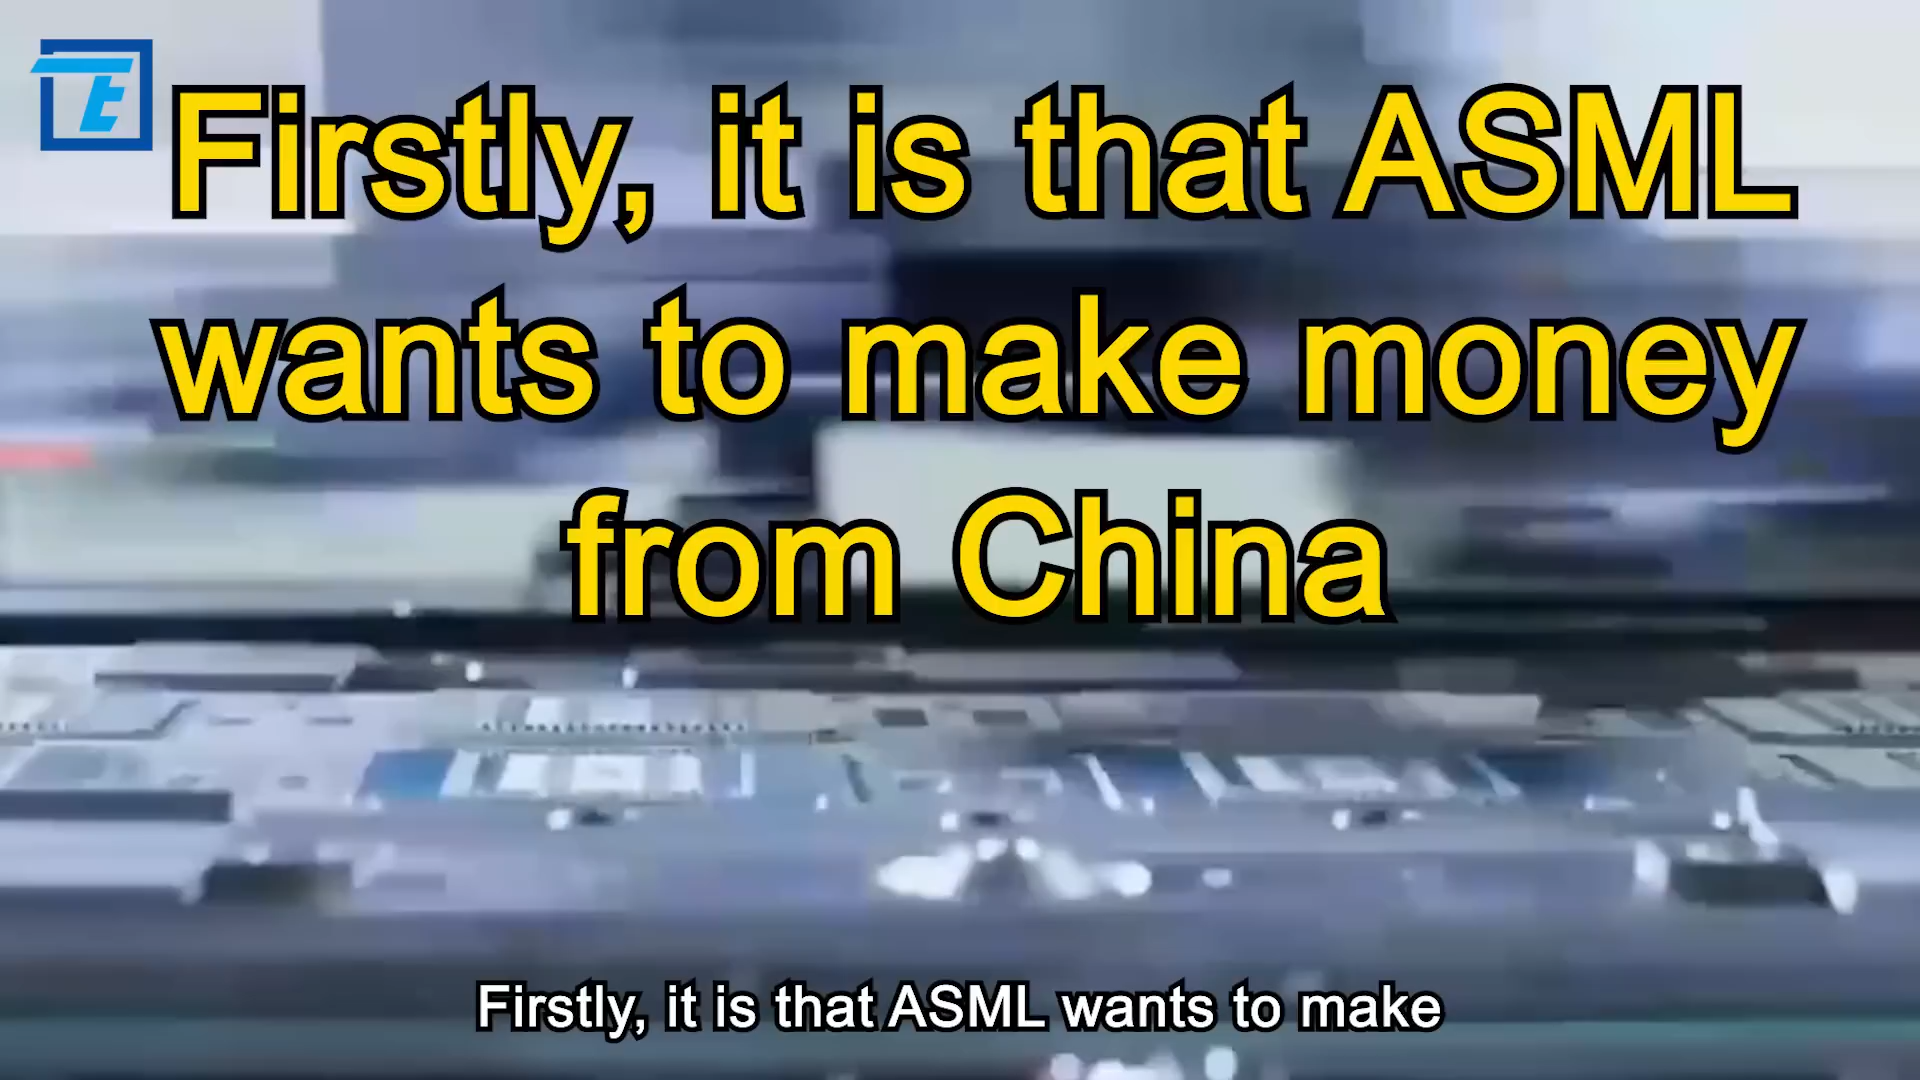 Firstly, it is that ASML
wants to make money
from China
Firstly, it is that ASML wants to make